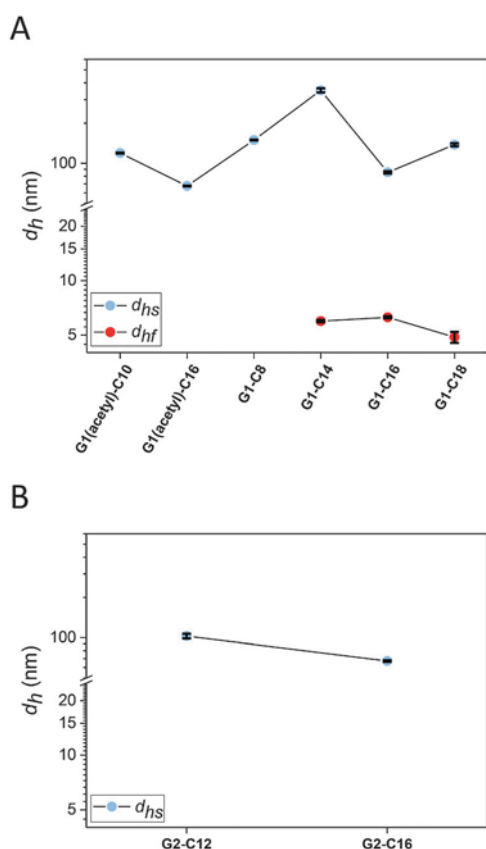 A
d_h (nm)
100
20
15
10
5
d_hs
d_hf
G1(acetyl)-C10
G1(acetyl)-C16
G1-C8
G1-C14
G1-C16
G1-C18
B
d_h (nm)
100
20
15
10
5
d_hs
G2-C12
G2-C16